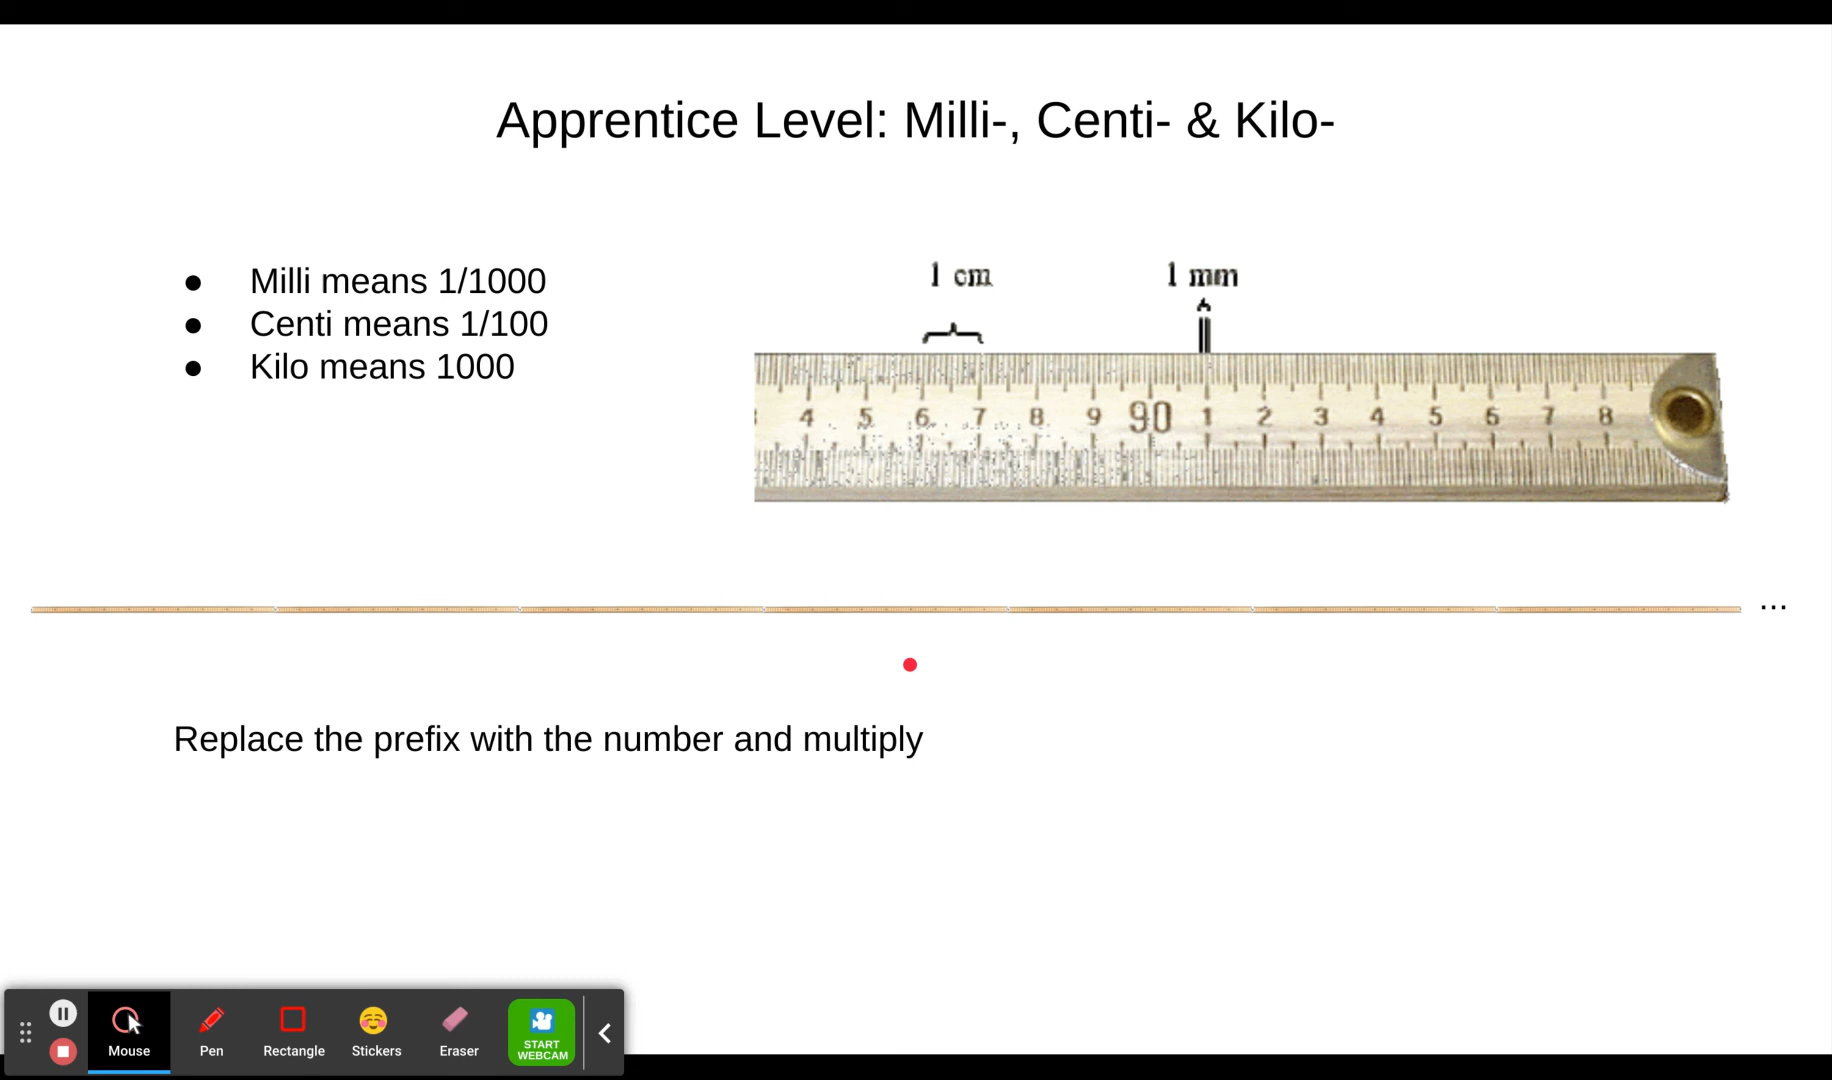 Apprentice Level: Milli-, Centi- & Kilo-
● Milli means 1/1000
● Centi means 1/100
● Kilo means 1000
1 cm 1 mm
4 5 6 7 8 9 90 1 2 3 4 5 6 7 8
...
Replace the prefix with the number and multiply
Mouse Pen Rectangle Stickers Eraser START
WEBCAM